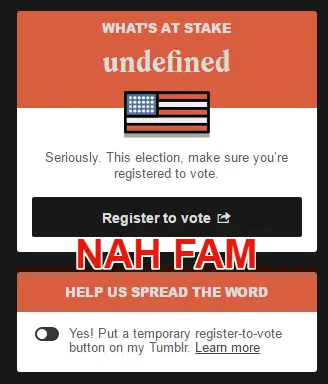 WHAT'S AT STAKE
undefined
Seriously. This election, make sure you're
registered to vote.
Register to vote
NAH FAM
HELP US SPREAD THE WORD
Yes! Put a temporary register-to-vote
button on my Tumblr. Learn more